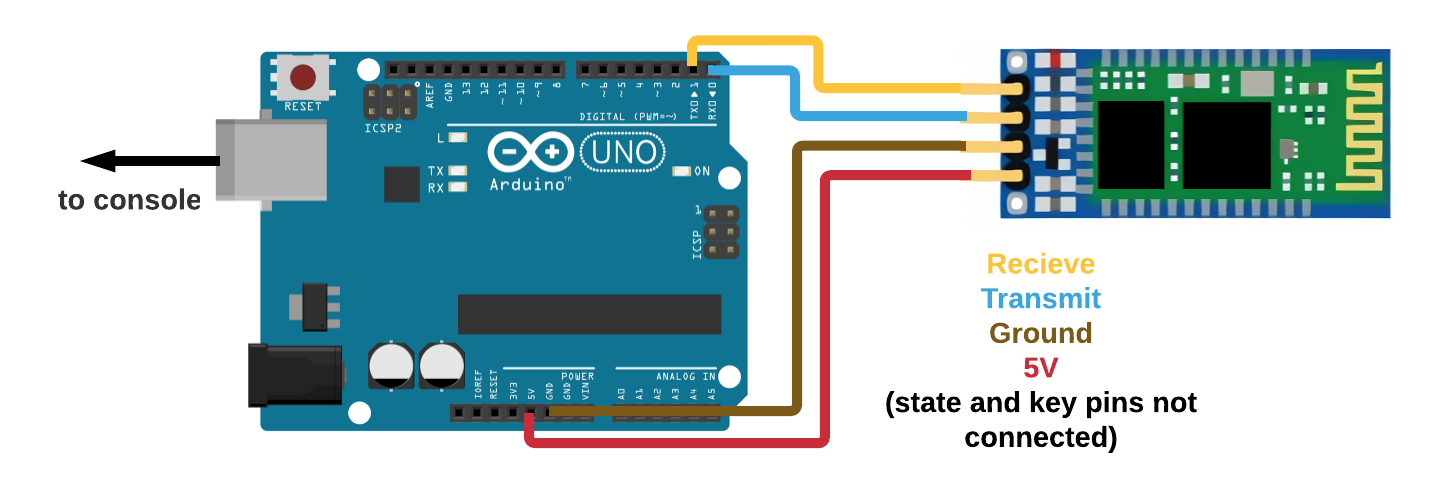 RESET
ICSP2
AREF
GND
13
12
~11
~10
~9
8
7
~6
~5
4
~3
2
TX0▶1
RX0◀0
DIGITAL (PWM=~)
L
TX
RX
Arduino™
UNO
ON
1
ICSP
to console
IOREF
RESET
3V3
5V
GND
GND
VIN
POWER
ANALOG IN
A0
A1
A2
A3
A4
A5
Recieve
Transmit
Ground
5V
(state and key pins not
connected)